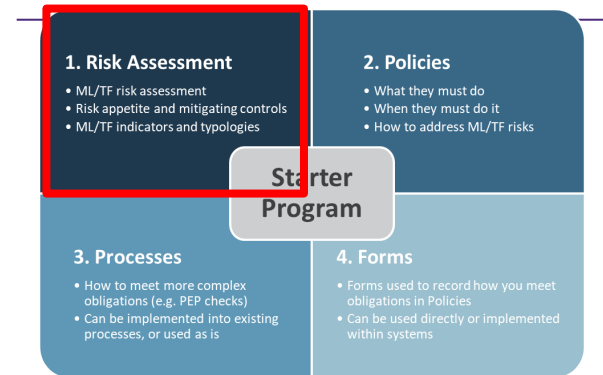 1. Risk Assessment
• ML/TF risk assessment
• Risk appetite and mitigating controls
• ML/TF indicators and typologies
2. Policies
• What they must do
• When they must do it
• How to address ML/TF risks
Starter
Program
3. Processes
• How to meet more complex
obligations (e.g. PEP checks)
• Can be implemented into existing
processes, or used as is
4. Forms
• Forms used to record how you meet
obligations in Policies
• Can be used directly or implemented
within systems